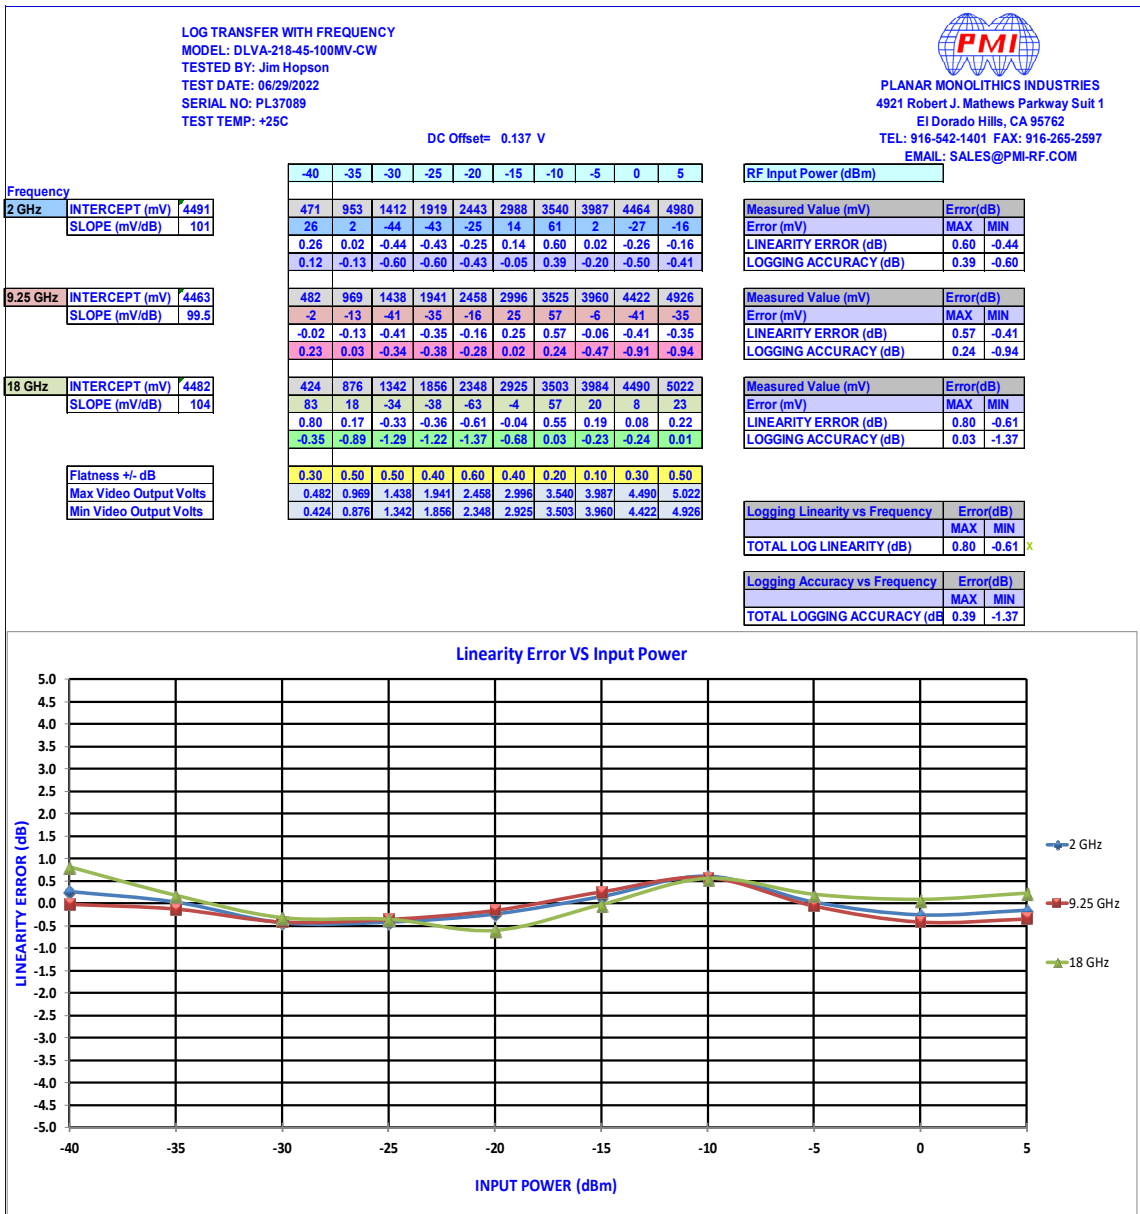 LOG TRANSFER WITH FREQUENCY
MODEL: DLVA-218-45-100MV-CW
TESTED BY: Jim Hopson
TEST DATE: 06/29/2022
SERIAL NO: PL37089
TEST TEMP: +25C
PMI
PLANAR MONOLITHICS INDUSTRIES
4921 Robert J. Mathews Parkway Suit 1
El Dorado Hills, CA 95762
TEL: 916-542-1401 FAX: 916-265-2597
EMAIL: SALES@PMI-RF.COM
DC Offset= 0.137 V
-40 -35 -30 -25 -20 -15 -10 -5 0 5 RF Input Power (dBm)
Frequency
2 GHz INTERCEPT (mV) 4491 471 953 1412 1919 2443 2988 3540 3987 4464 4980 Measured Value (mV) Error(dB)
SLOPE (mV/dB) 101 26 2 -44 -43 -25 14 61 2 -27 -16 Error (mV) MAX MIN
0.26 0.02 -0.44 -0.43 -0.25 0.14 0.60 0.02 -0.26 -0.16 LINEARITY ERROR (dB) 0.60 -0.44
0.12 -0.13 -0.60 -0.60 -0.43 -0.05 0.39 -0.20 -0.50 -0.41 LOGGING ACCURACY (dB) 0.39 -0.60
9.25 GHz INTERCEPT (mV) 4463 482 969 1438 1941 2458 2996 3525 3960 4422 4926 Measured Value (mV) Error(dB)
SLOPE (mV/dB) 99.5 -2 -13 -41 -35 -16 25 57 -6 -41 -35 Error (mV) MAX MIN
-0.02 -0.13 -0.41 -0.35 -0.16 0.25 0.57 -0.06 -0.41 -0.35 LINEARITY ERROR (dB) 0.57 -0.41
0.23 0.03 -0.34 -0.38 -0.28 0.02 0.24 -0.47 -0.91 -0.94 LOGGING ACCURACY (dB) 0.24 -0.94
18 GHz INTERCEPT (mV) 4482 424 876 1342 1856 2348 2925 3503 3984 4490 5022 Measured Value (mV) Error(dB)
SLOPE (mV/dB) 104 83 18 -34 -38 -63 -4 57 20 8 23 Error (mV) MAX MIN
0.80 0.17 -0.33 -0.36 -0.61 -0.04 0.55 0.19 0.08 0.22 LINEARITY ERROR (dB) 0.80 -0.61
-0.35 -0.89 -1.29 -1.22 -1.37 -0.68 0.03 -0.23 -0.24 0.01 LOGGING ACCURACY (dB) 0.03 -1.37
Flatness +/- dB 0.30 0.50 0.50 0.40 0.60 0.40 0.20 0.10 0.30 0.50
Max Video Output Volts 0.482 0.969 1.438 1.941 2.458 2.996 3.540 3.987 4.490 5.022
Min Video Output Volts 0.424 0.876 1.342 1.856 2.348 2.925 3.503 3.960 4.422 4.926
Logging Linearity vs Frequency Error(dB)
MAX MIN
TOTAL LOG LINEARITY (dB) 0.80 -0.61 X
Logging Accuracy vs Frequency Error(dB)
MAX MIN
TOTAL LOGGING ACCURACY (dB 0.39 -1.37
Linearity Error VS Input Power
LINEARITY ERROR (dB)
5.0
4.5
4.0
3.5
3.0
2.5
2.0
1.5
1.0
0.5
0.0
-0.5
-1.0
-1.5
-2.0
-2.5
-3.0
-3.5
-4.0
-4.5
-5.0
2 GHz
9.25 GHz
18 GHz
-40 -35 -30 -25 -20 -15 -10 -5 0 5
INPUT POWER (dBm)